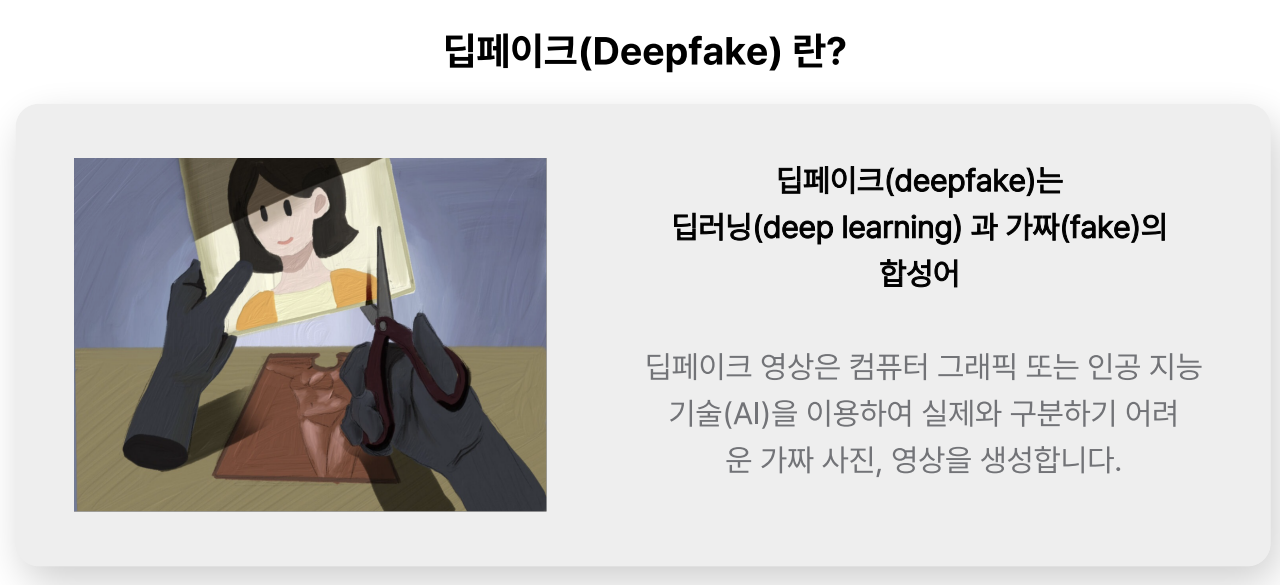 딥페이크(Deepfake) 란?
딥페이크(deepfake)는
딥러닝(deep learning) 과 가짜(fake)의
합성어
딥페이크 영상은 컴퓨터 그래픽 또는 인공 지능
기술(AI)을 이용하여 실제와 구분하기 어려
운 가짜 사진, 영상을 생성합니다.